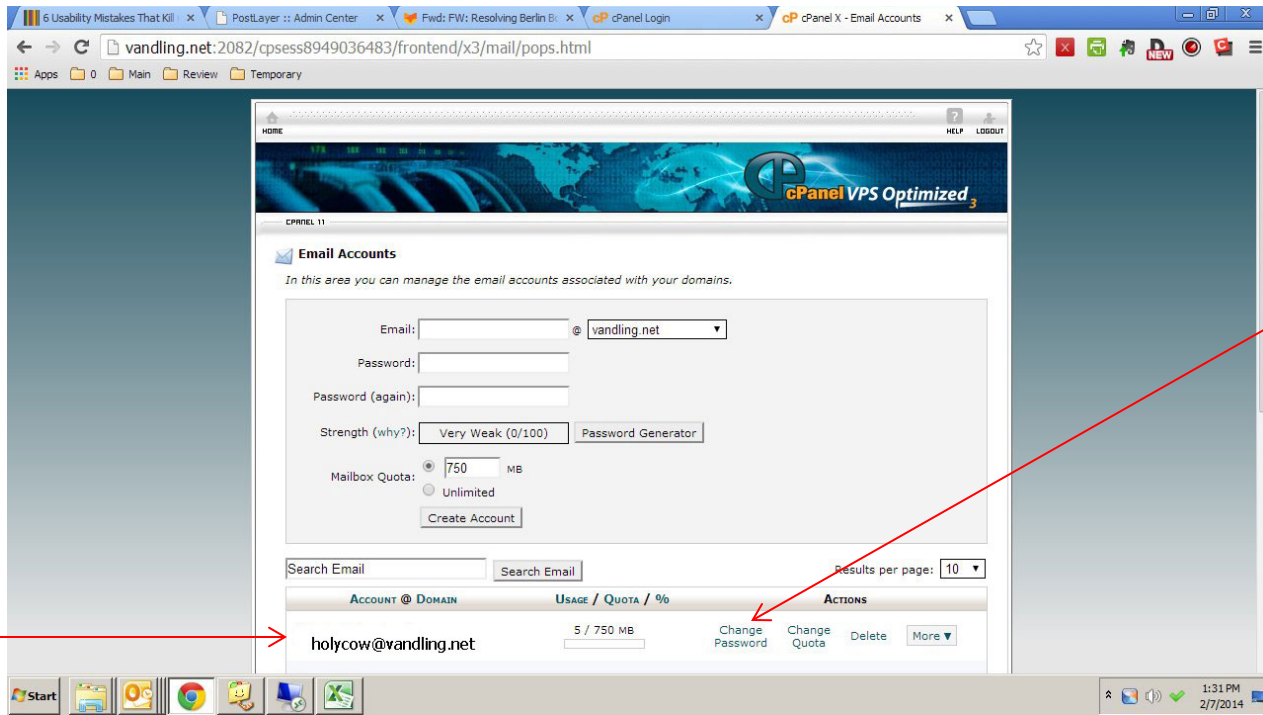 6 Usability Mistakes That Kill
PostLayer :: Admin Center
Fwd: FW: Resolving Berlin Bo
cPanel Login
cPanel X - Email Accounts
vandling.net:2082/cpsess8949036483/frontend/x3/mail/pops.html
NEW
Apps 0 Main Review Temporary
HOME
HELP LOGOUT
cPanel VPS Optimized 3
CPANEL 11
Email Accounts
In this area you can manage the email accounts associated with your domains.
Email: @ vandling.net
Password:
Password (again):
Strength (why?): Very Weak (0/100) Password Generator
Mailbox Quota: 750 MB
Unlimited
Create Account
Search Email Search Email Results per page: 10
ACCOUNT @ DOMAIN USAGE / QUOTA / % ACTIONS
holycow@vandling.net 5 / 750 MB Change Password Change Quota Delete More ▼
Start
1:31 PM
2/7/2014